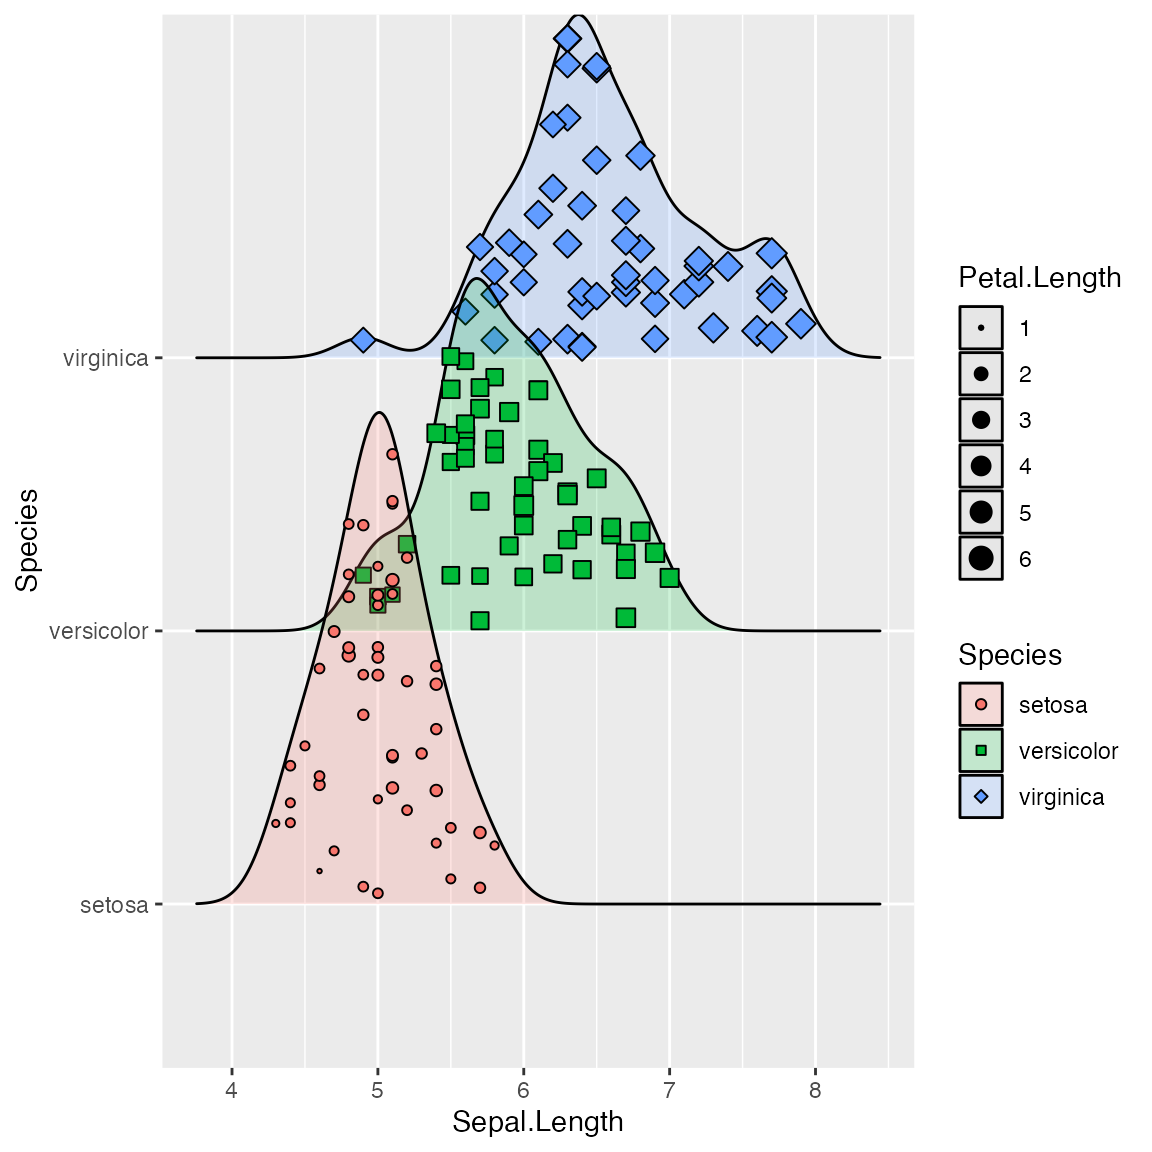 Species
virginica
versicolor
setosa
4 5 6 7 8
Sepal.Length
Petal.Length
1
2
3
4
5
6
Species
setosa
versicolor
virginica